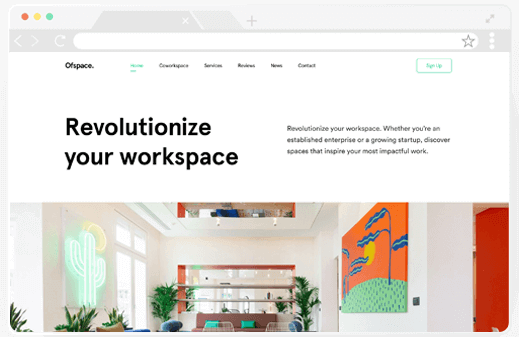 Ofspace. Home Coworkspace Services Reviews News Contact Sign Up
Revolutionize
your workspace
Revolutionize your workspace. Whether you're an
established enterprise or a growing startup, discover
spaces that inspire your most impactful work.